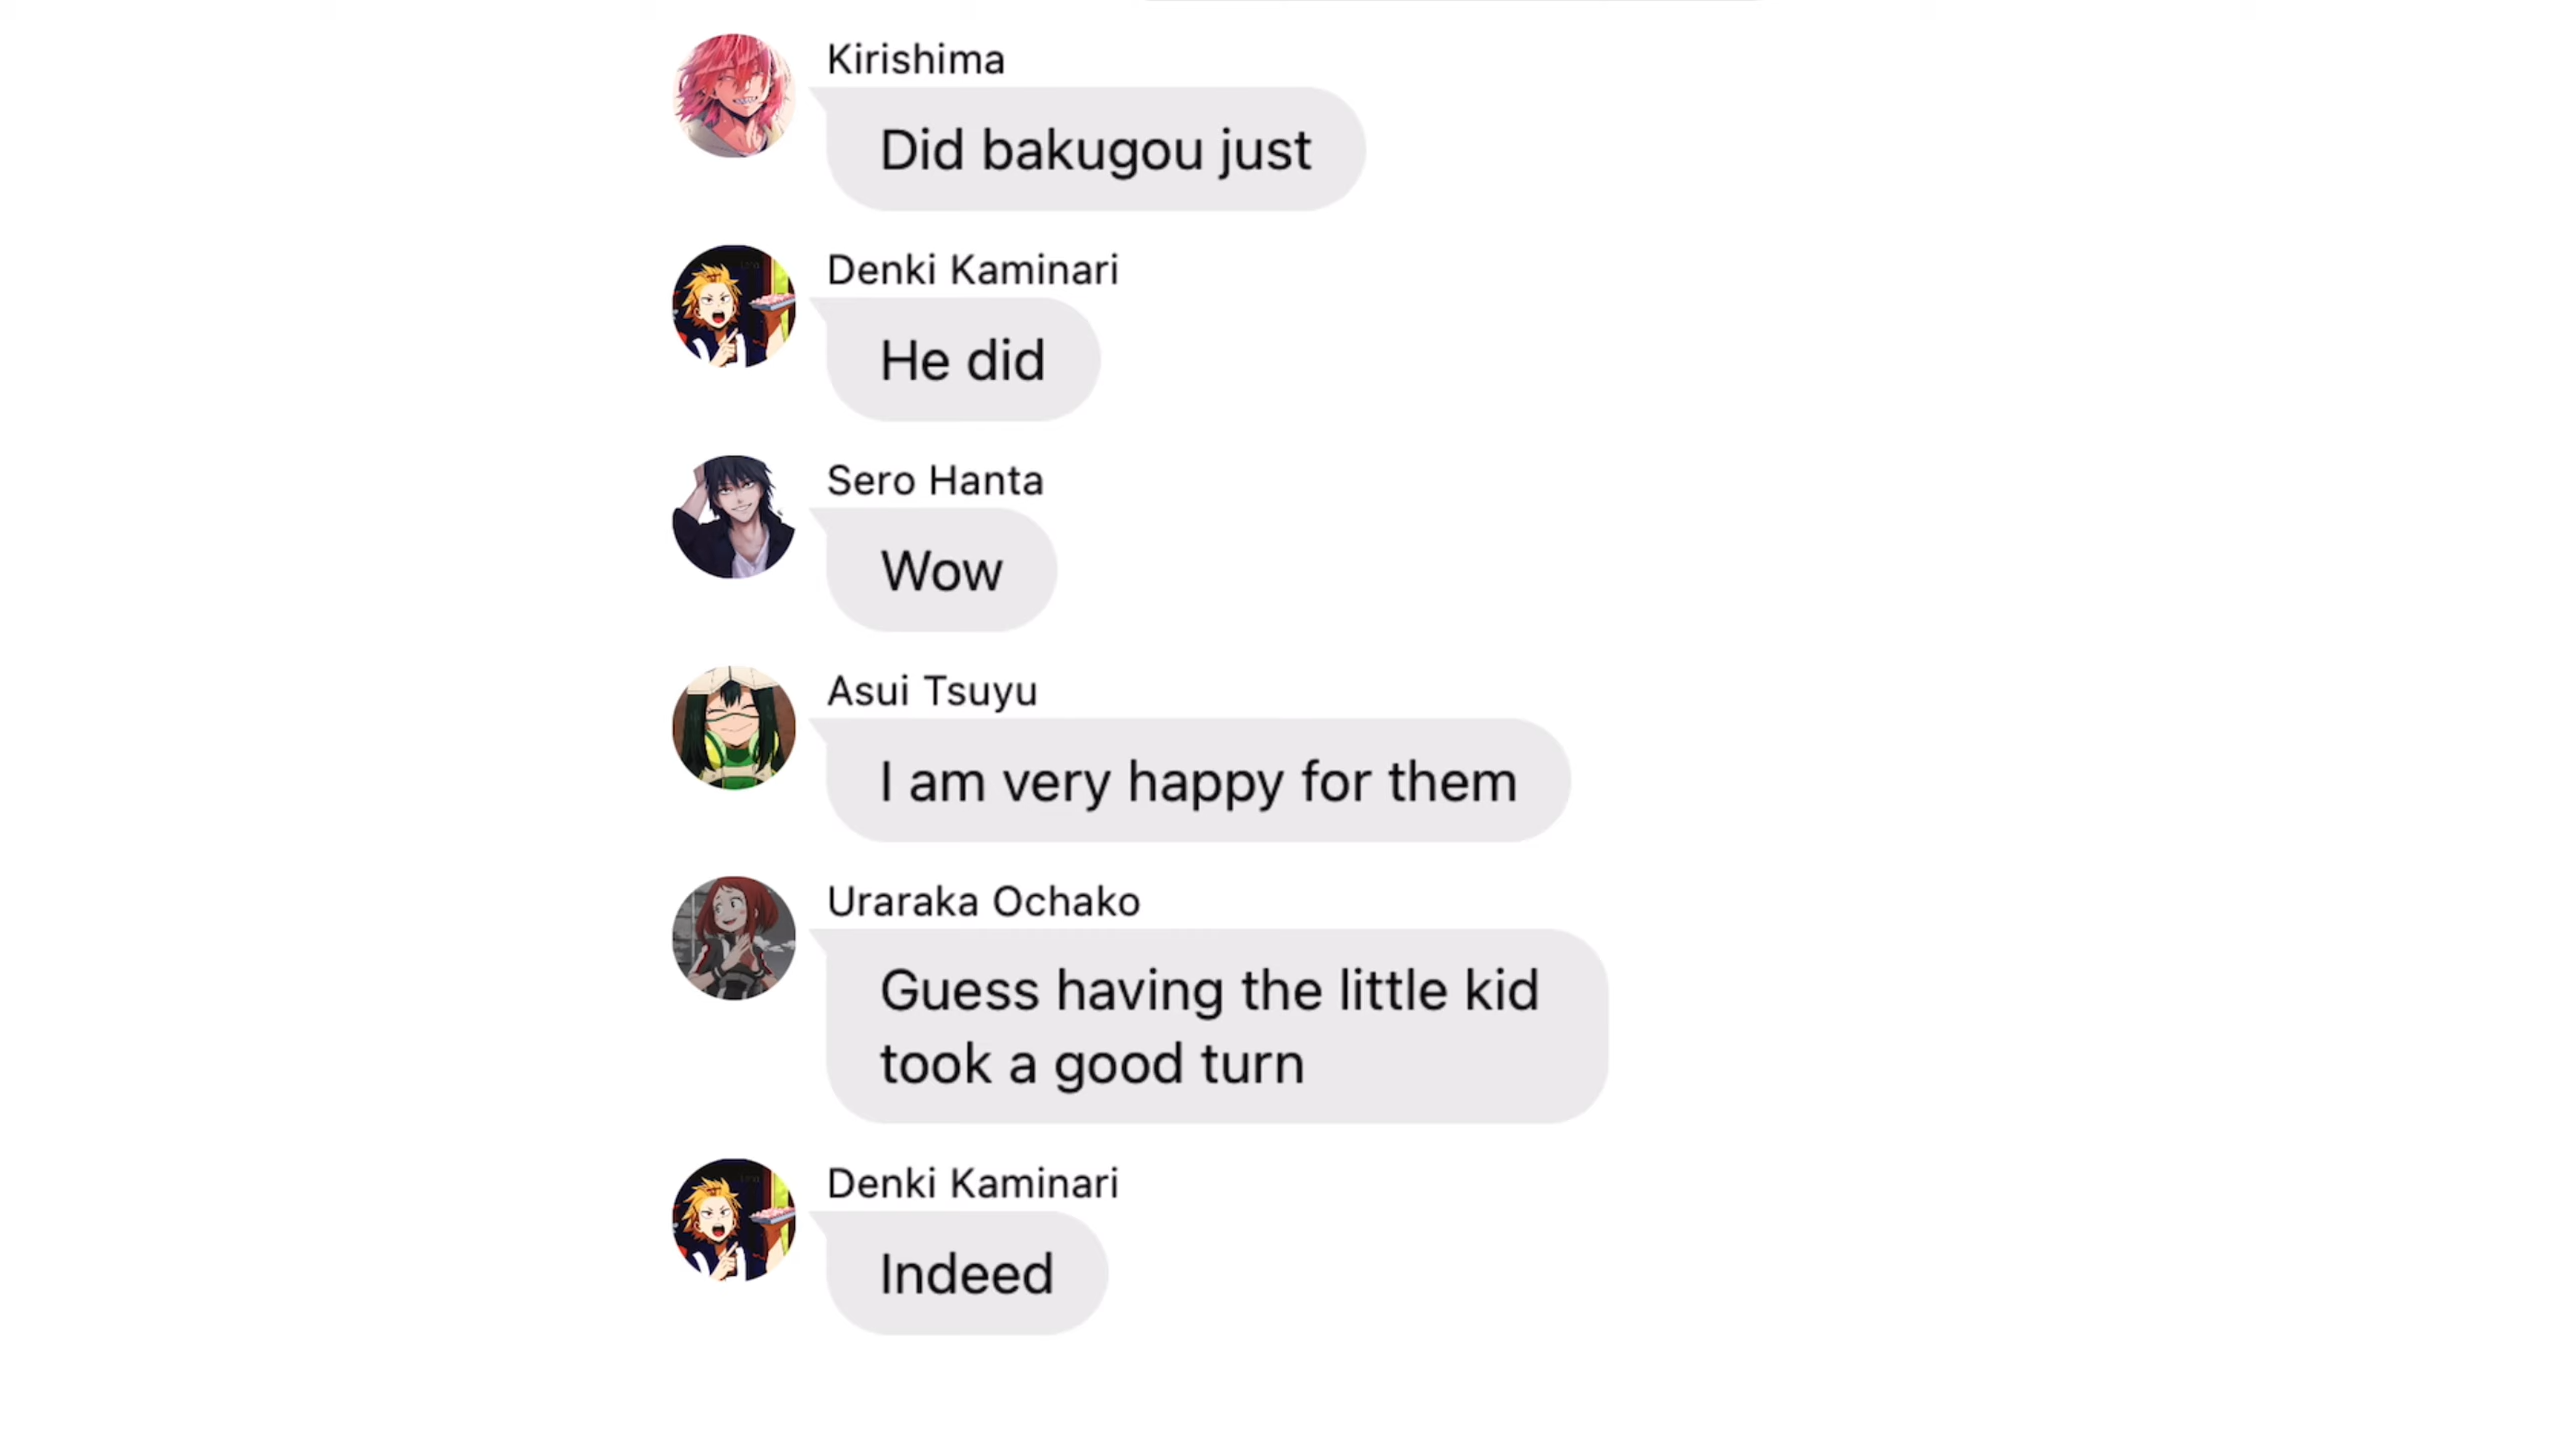 Kirishima
Did bakugou just
Denki Kaminari
He did
Sero Hanta
Wow
Asui Tsuyu
I am very happy for them
Uraraka Ochako
Guess having the little kid
took a good turn
Denki Kaminari
Indeed